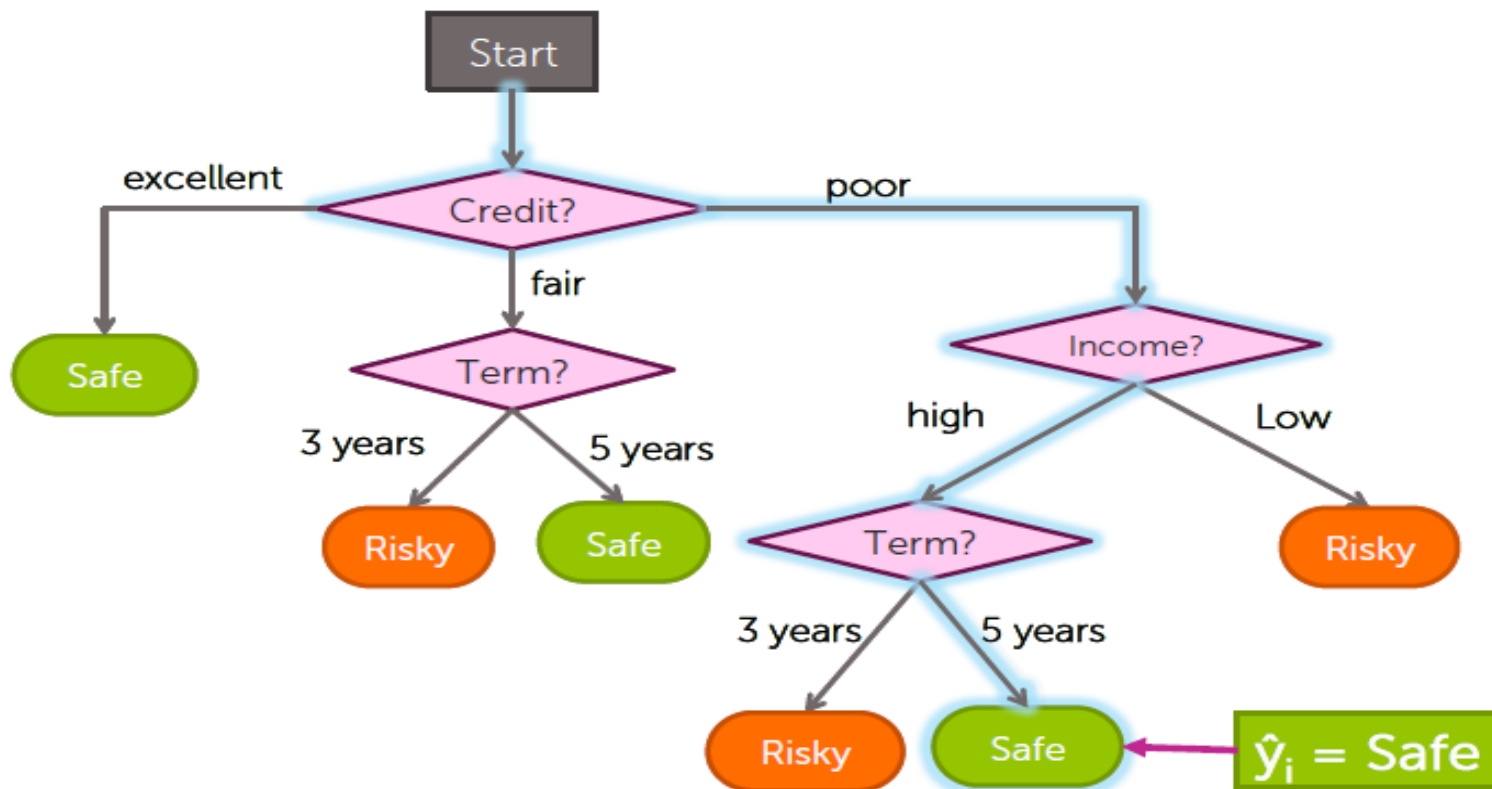 Start
excellent
poor
Credit?
fair
Income?
Safe
Term?
high
Low
3 years
5 years
Risky
Safe
Term?
Risky
3 years
5 years
Risky
Safe
ŷi = Safe